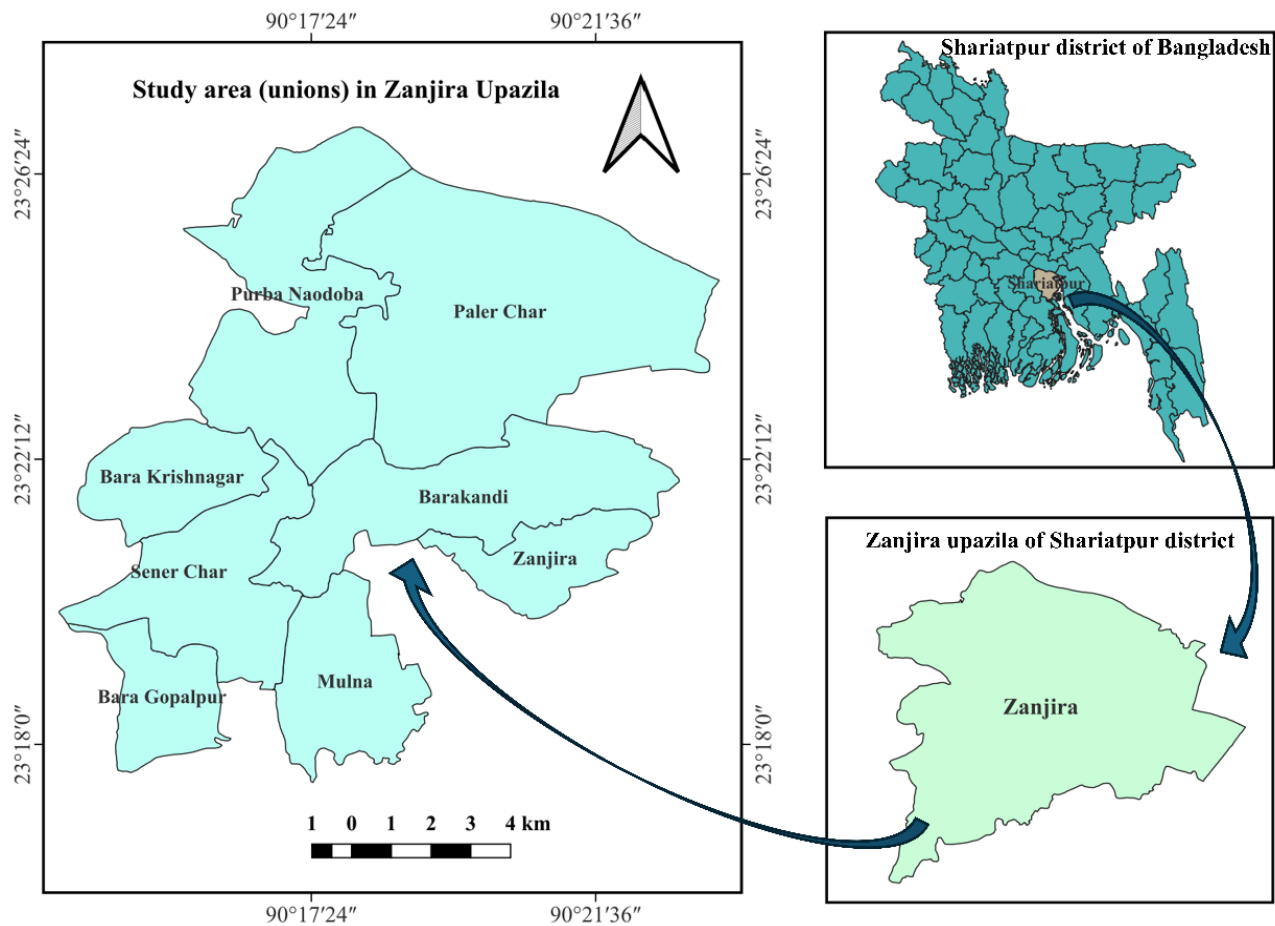 90°17′24″ 90°21′36″
Study area (unions) in Zanjira Upazila
23°26′24″ 23°26′24″
Purba Naodoba
Paler Char
23°22′12″ 23°22′12″
Bara Krishnagar
Barakandi
Zanjira
Sener Char
Mulna
Bara Gopalpur
23°18′0″ 23°18′0″
1 0 1 2 3 4 km
90°17′24″ 90°21′36″
Shariatpur district of Bangladesh
Shariatpur
Zanjira upazila of Shariatpur district
Zanjira